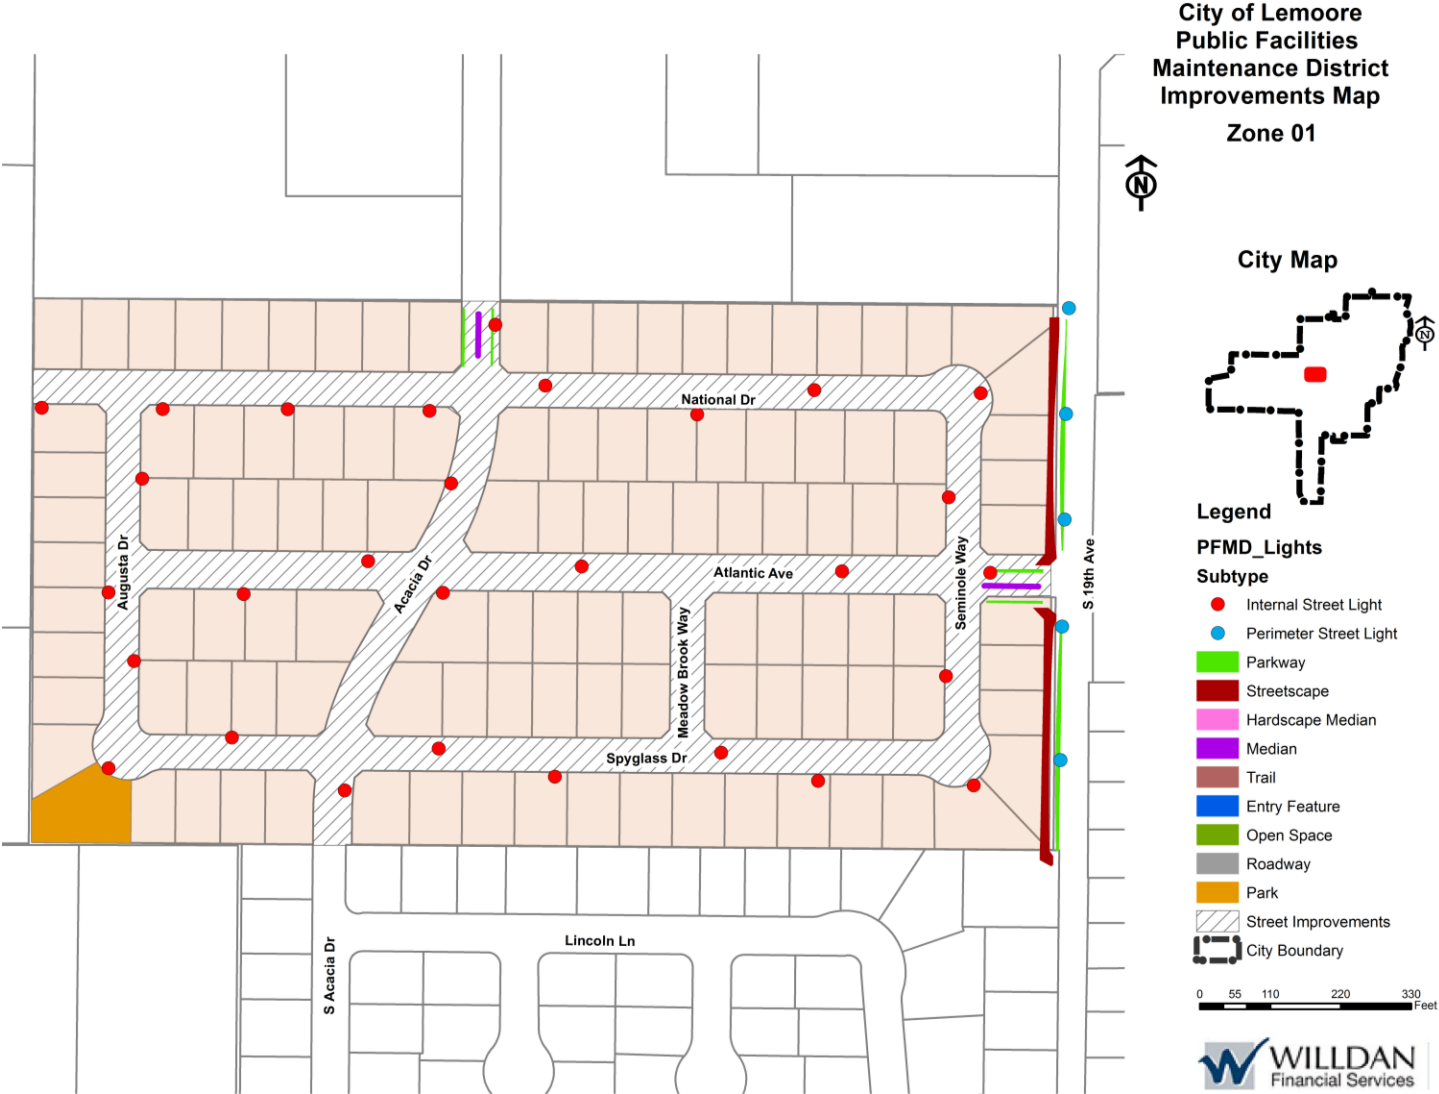 City of Lemoore
Public Facilities
Maintenance District
Improvements Map
Zone 01
N
City Map
N
Legend
PFMD_Lights
Subtype
Internal Street Light
Perimeter Street Light
Parkway
Streetscape
Hardscape Median
Median
Trail
Entry Feature
Open Space
Roadway
Park
Street Improvements
City Boundary
0 55 110 220 330
Feet
WILLDAN
Financial Services
National Dr
Augusta Dr
Acacia Dr
Atlantic Ave
Seminole Way
S 19th Ave
Meadow Brook Way
Spyglass Dr
Lincoln Ln
S Acacia Dr